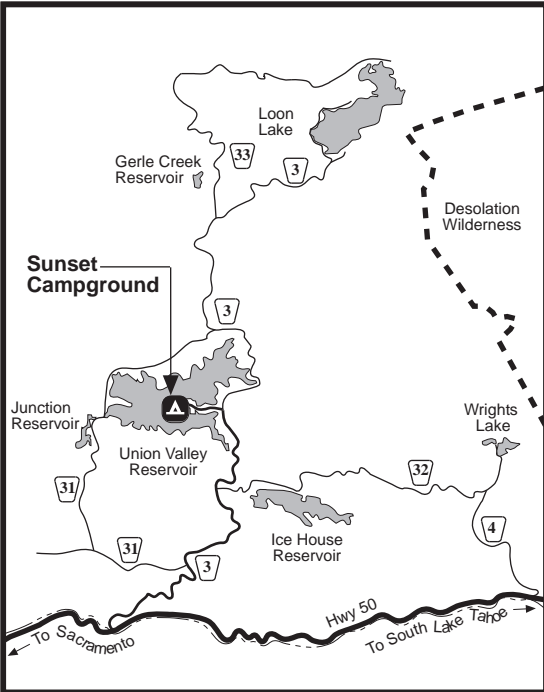 Loon
Lake
33
Gerle Creek
Reservoir
3
Desolation
Wilderness
Sunset
Campground
3
Junction
Reservoir
Wrights
Lake
Union Valley
Reservoir
32
31
4
Ice House
Reservoir
31
3
Hwy 50
To Sacramento
To South Lake Tahoe